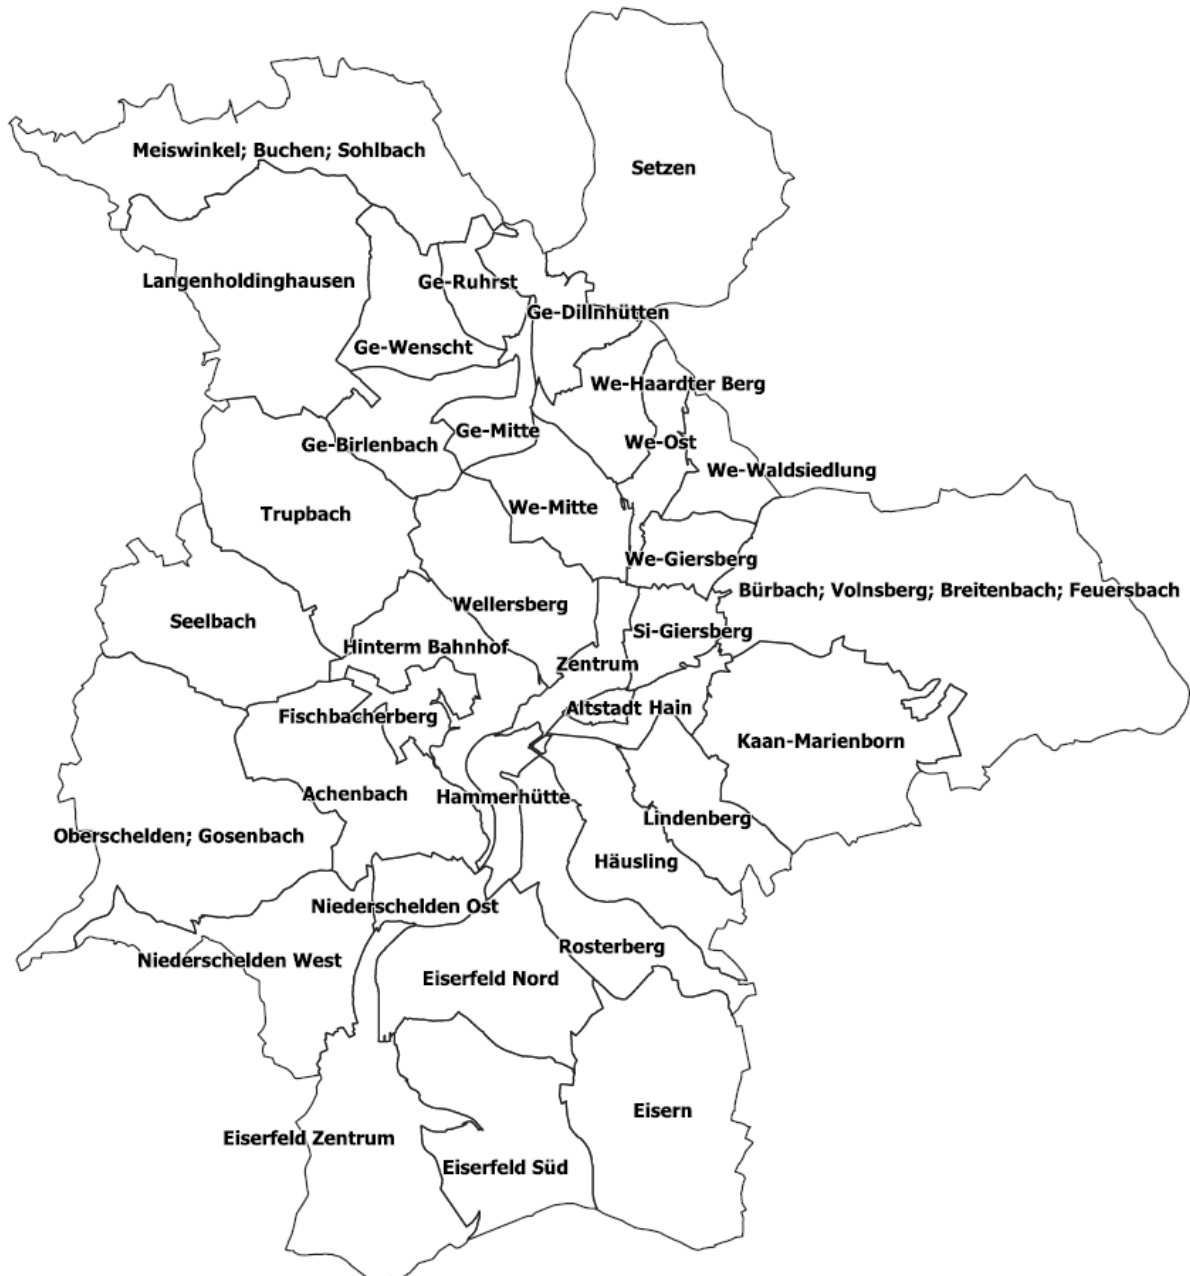 Meiswinkel; Buchen; Sohlbach
Setzen
Langenholdinghausen
Ge-Ruhrst
Ge-Dillnhütten
Ge-Wenscht
We-Haardter Berg
Ge-Mitte
Ge-Birlenbach
We-Ost
We-Waldsiedlung
We-Mitte
Trupbach
We-Giersberg
Bürbach; Volnsberg; Breitenbach; Feuersbach
Wellersberg
Seelbach
Si-Giersberg
Hinterm Bahnhof
Zentrum
Altstadt Hain
Fischbacherberg
Kaan-Marienborn
Achenbach
Hammerhütte
Lindenberg
Oberschelden; Gosenbach
Häusling
Niederschelden Ost
Rosterberg
Niederschelden West
Eiserfeld Nord
Eisern
Eiserfeld Zentrum
Eiserfeld Süd